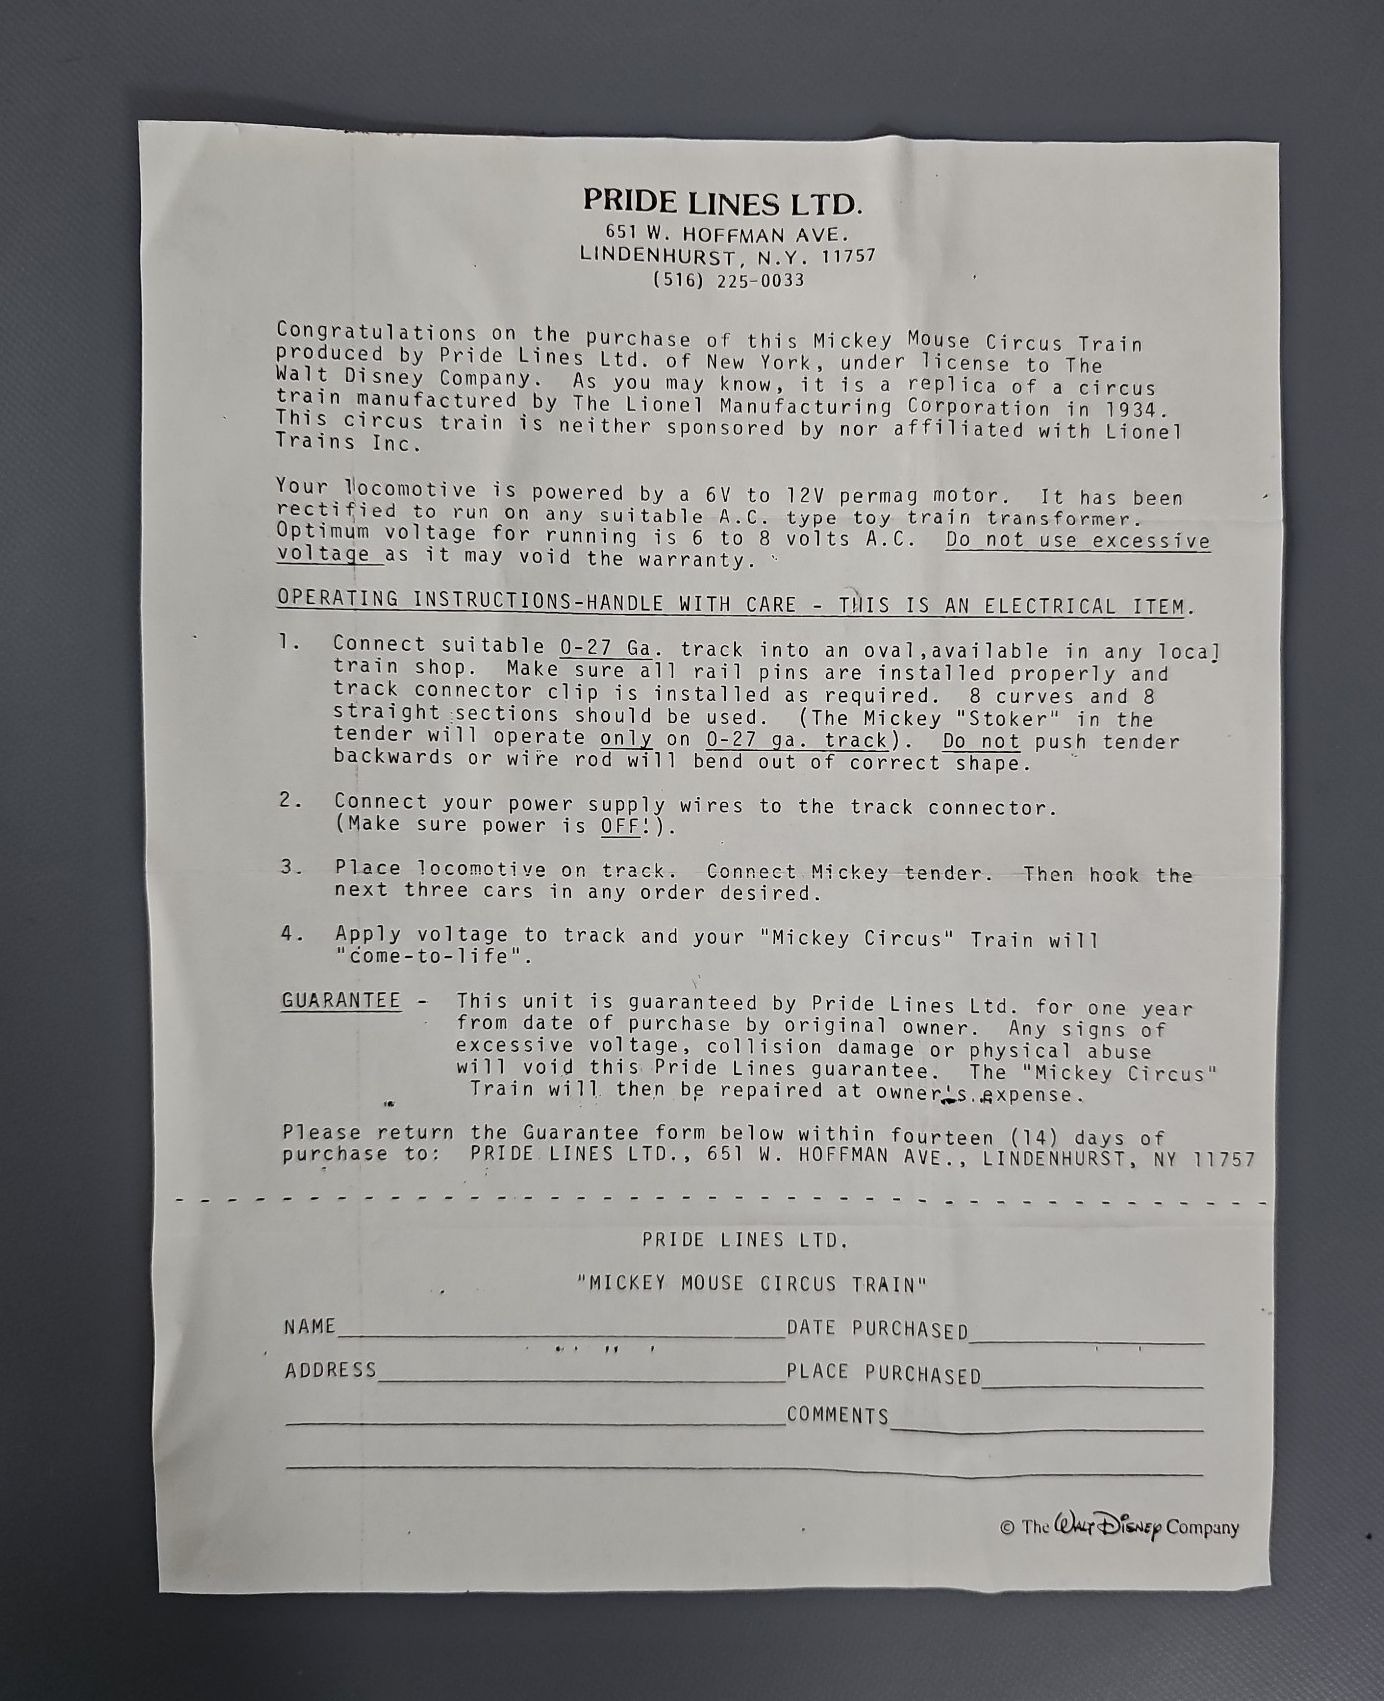 PRIDE LINES LTD.
651 W. HOFFMAN AVE.
LINDENHURST, N.Y. 11757
(516) 225-0033
Congratulations on the purchase of this Mickey Mouse Circus Train
produced by Pride Lines Ltd. of New York, under license to The
Walt Disney Company. As you may know, it is a replica of a circus
train manufactured by The Lionel Manufacturing Corporation in 1934.
This circus train is neither sponsored by nor affiliated with Lionel
Trains Inc.
Your locomotive is powered by a 6V to 12V permag motor. It has been
rectified to run on any suitable A.C. type toy train transformer.
Optimum voltage for running is 6 to 8 volts A.C. Do not use excessive
voltage as it may void the warranty.
OPERATING INSTRUCTIONS-HANDLE WITH CARE - THIS IS AN ELECTRICAL ITEM.
1. Connect suitable 0-27 Ga. track into an oval,available in any local
train shop. Make sure all rail pins are installed properly and
track connector clip is installed as required. 8 curves and 8
straight sections should be used. (The Mickey "Stoker" in the
tender will operate only on 0-27 ga. track). Do not push tender
backwards or wire rod will bend out of correct shape.
2. Connect your power supply wires to the track connector.
(Make sure power is OFF!).
3. Place locomotive on track. Connect Mickey tender. Then hook the
next three cars in any order desired.
4. Apply voltage to track and your "Mickey Circus" Train will
"come-to-life".
GUARANTEE - This unit is guaranteed by Pride Lines Ltd. for one year
from date of purchase by original owner. Any signs of
excessive voltage, collision damage or physical abuse
will void this Pride Lines guarantee. The "Mickey Circus"
Train will then be repaired at owner's expense.
Please return the Guarantee form below within fourteen (14) days of
purchase to: PRIDE LINES LTD., 651 W. HOFFMAN AVE., LINDENHURST, NY 11757
PRIDE LINES LTD.
"MICKEY MOUSE CIRCUS TRAIN"
NAME DATE PURCHASED
ADDRESS PLACE PURCHASED
COMMENTS
© The Walt Disney Company